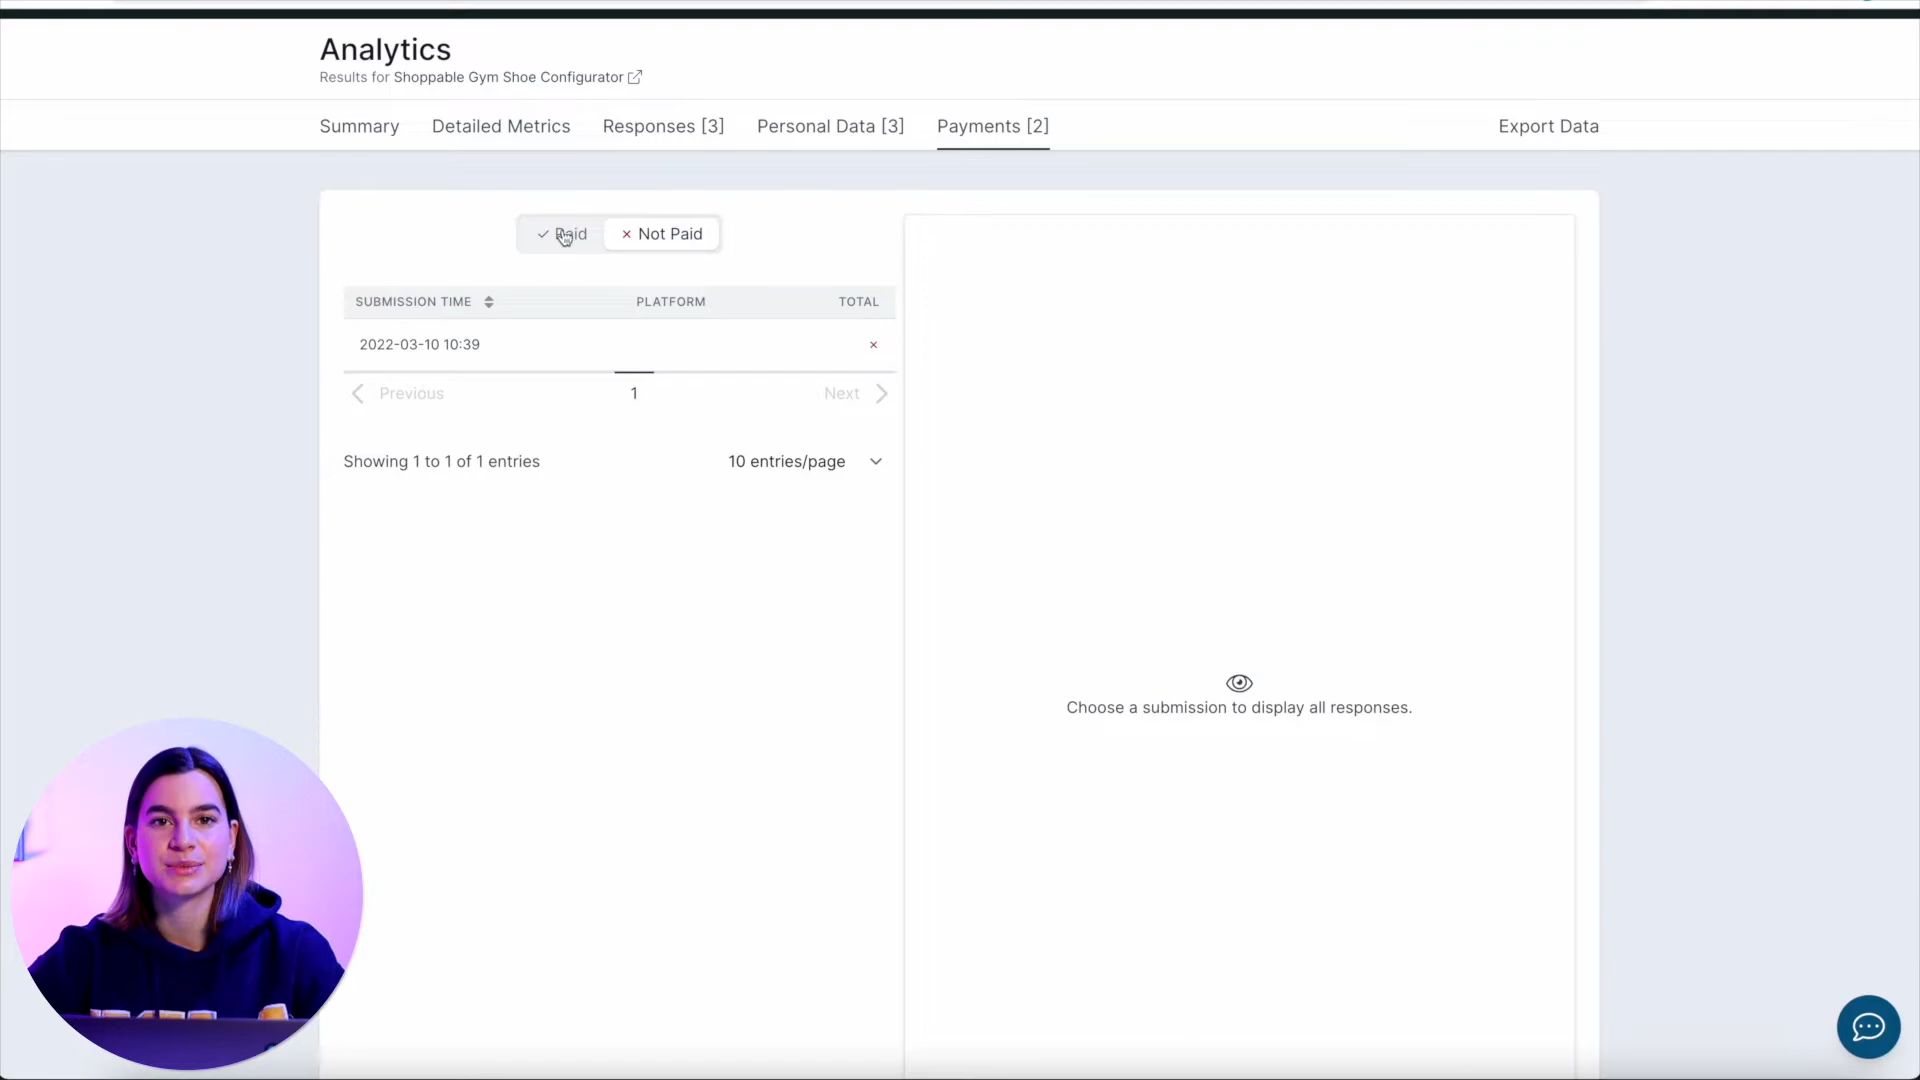 Analytics
Results for Shoppable Gym Shoe Configurator
Summary Detailed Metrics Responses [3] Personal Data [3] Payments [2] Export Data
Paid Not Paid
SUBMISSION TIME PLATFORM TOTAL
2022-03-10 10:39
Previous 1 Next
Showing 1 to 1 of 1 entries 10 entries/page
Choose a submission to display all responses.